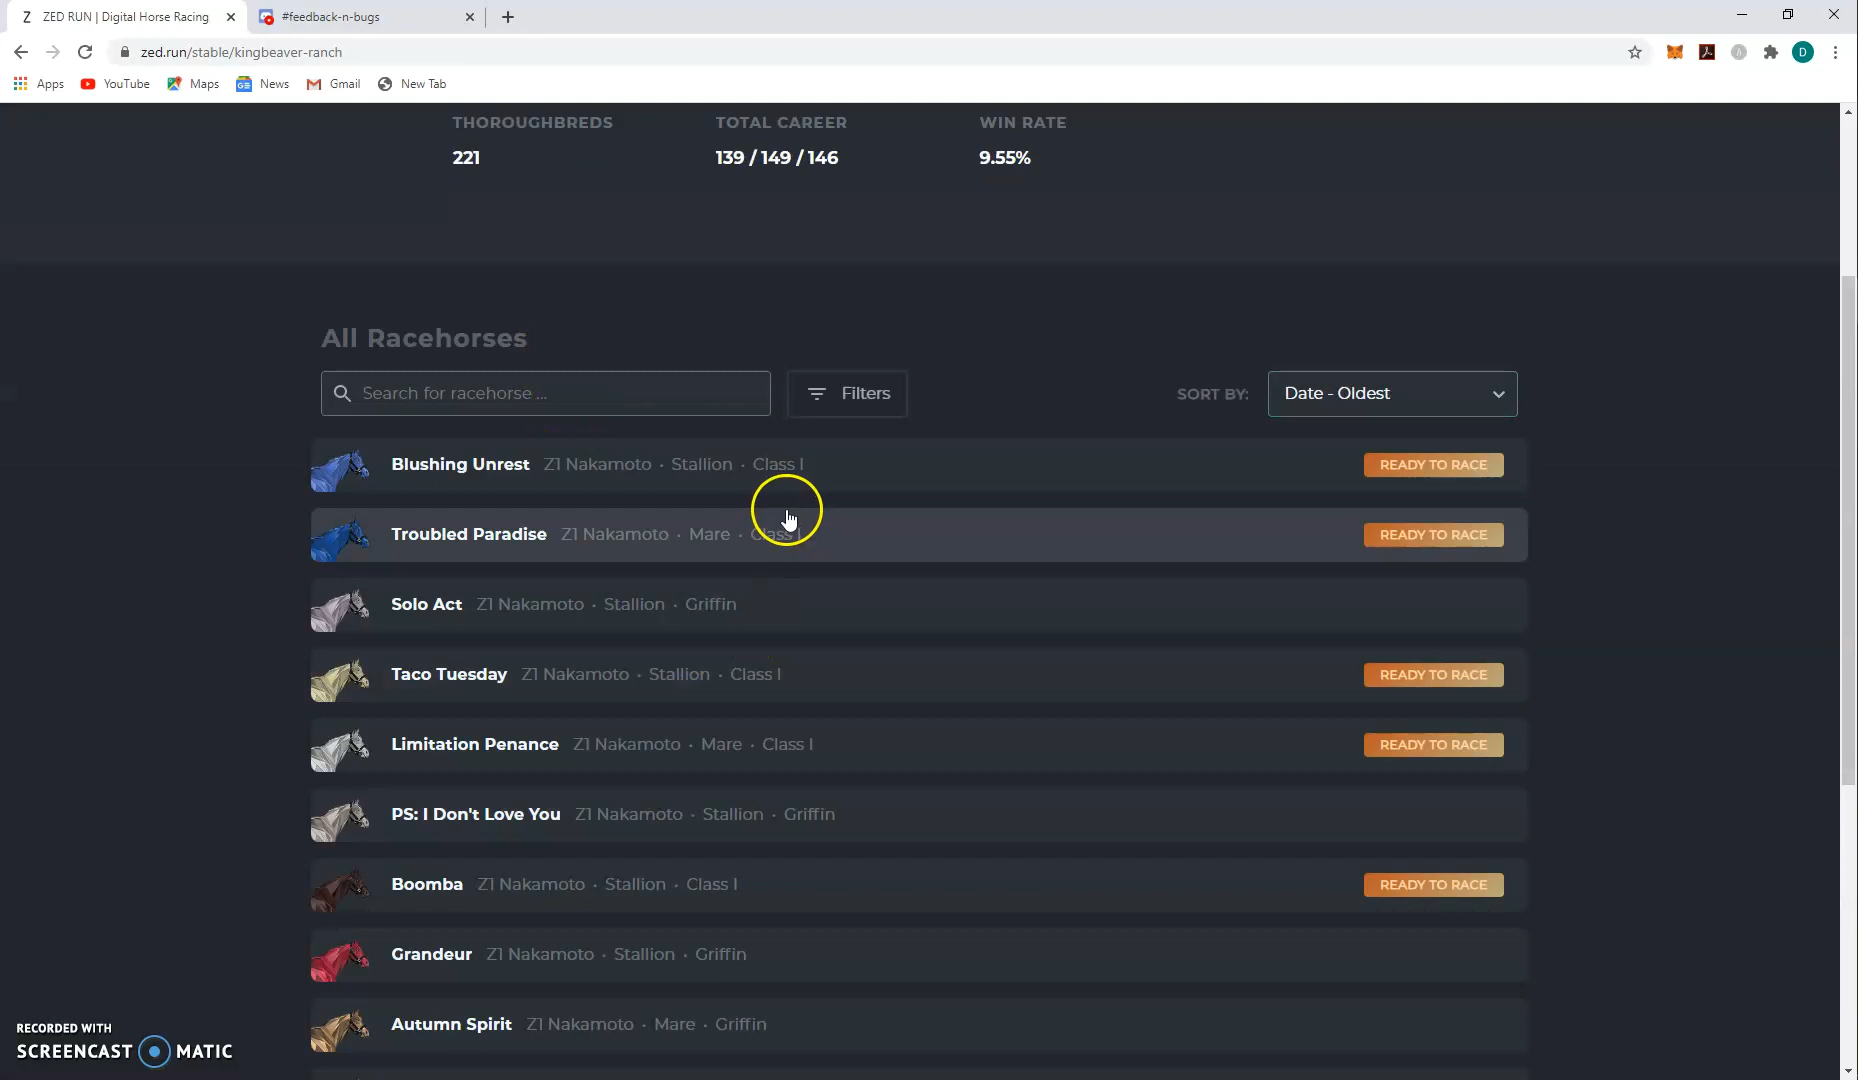 Z ZED RUN | Digital Horse Racing
#feedback-n-bugs
zed.run/stable/kingbeaver-ranch
D
Apps YouTube Maps News Gmail New Tab
THOROUGHBREDS TOTAL CAREER WIN RATE
221 139 / 149 / 146 9.55%
All Racehorses
Search for racehorse ... Filters SORT BY: Date - Oldest
Blushing Unrest Z1 Nakamoto · Stallion · Class I READY TO RACE
Troubled Paradise Z1 Nakamoto · Mare · Class I READY TO RACE
Solo Act Z1 Nakamoto · Stallion · Griffin
Taco Tuesday Z1 Nakamoto · Stallion · Class I READY TO RACE
Limitation Penance Z1 Nakamoto · Mare · Class I READY TO RACE
PS: I Don't Love You Z1 Nakamoto · Stallion · Griffin
Boomba Z1 Nakamoto · Stallion · Class I READY TO RACE
Grandeur Z1 Nakamoto · Stallion · Griffin
Autumn Spirit Z1 Nakamoto · Mare · Griffin
RECORDED WITH
SCREENCAST MATIC